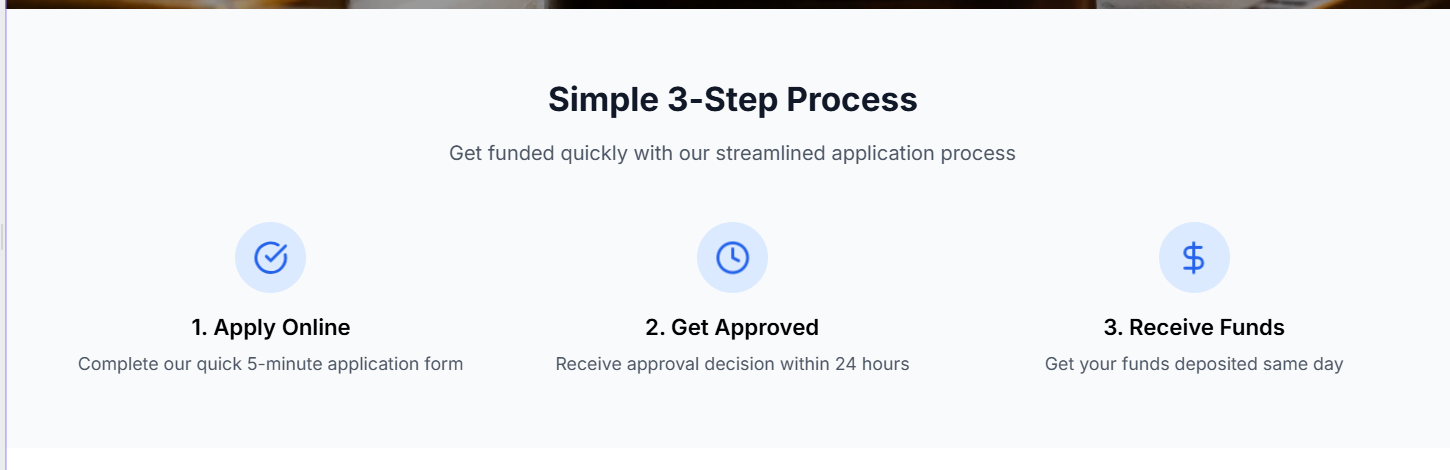 Simple 3-Step Process
Get funded quickly with our streamlined application process
1. Apply Online
Complete our quick 5-minute application form
2. Get Approved
Receive approval decision within 24 hours
3. Receive Funds
Get your funds deposited same day